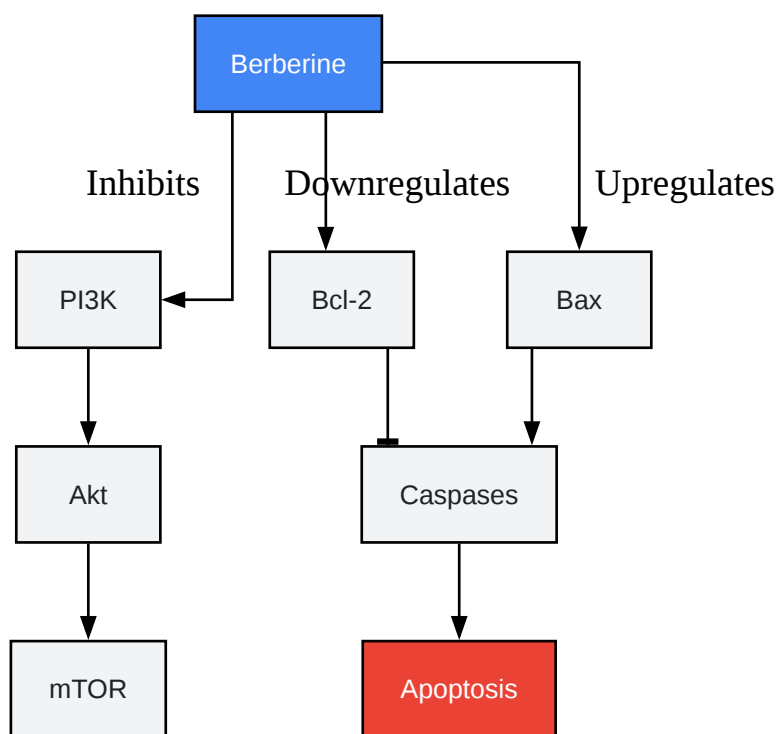 Berberine
Inhibits
Downregulates
Upregulates
PI3K
Bcl-2
Bax
Akt
Caspases
mTOR
Apoptosis